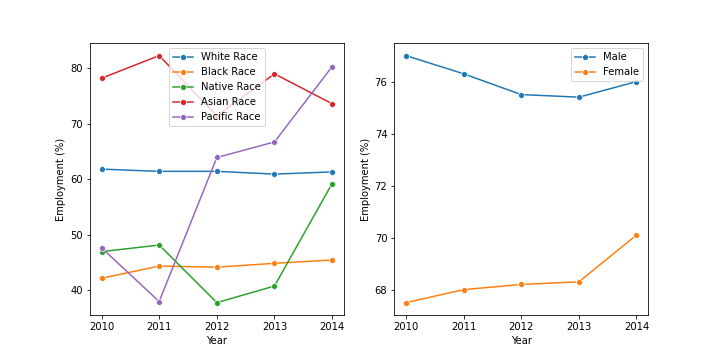 White Race
Black Race
Native Race
Asian Race
Pacific Race
80
70
60
50
40
Employment (%)
2010 2011 2012 2013 2014
Year
Male
Female
76
74
72
70
68
Employment (%)
2010 2011 2012 2013 2014
Year